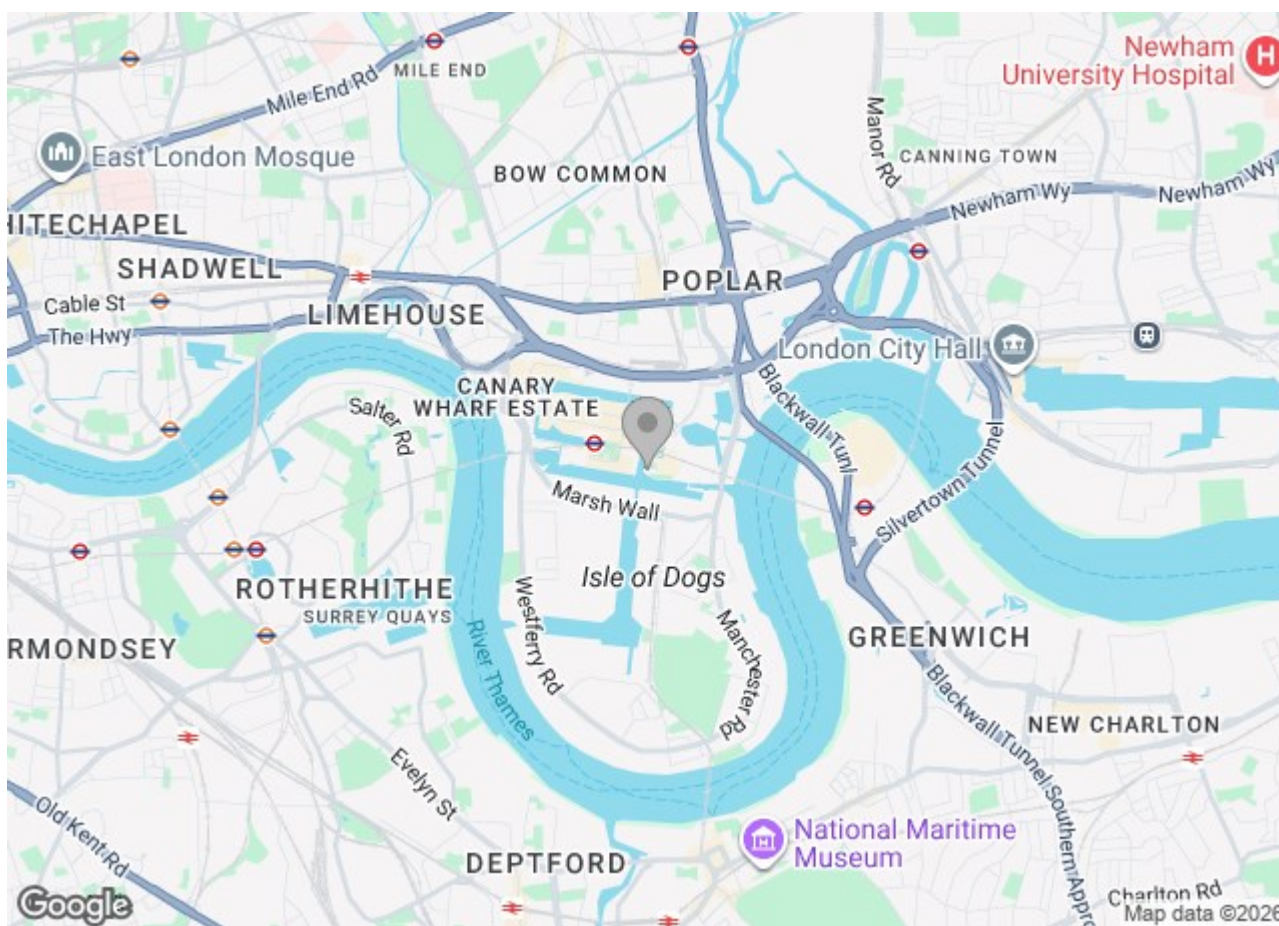 Newham
University Hospital
MILE END
Mile End Rd
Manor Rd
East London Mosque
CANNING TOWN
BOW COMMON
Newham Wy
Newham Wy
HITECHAPEL
SHADWELL
POPLAR
Cable St
LIMEHOUSE
The Hwy
London City Hall
CANARY
WHARF ESTATE
Blackwall Tunl
Salter Rd
Silvertown Tunnel
Marsh Wall
Isle of Dogs
ROTHERHITHE
SURREY QUAYS
Westferry Rd
Manchester Rd
River Thames
RMONDSEY
GREENWICH
Blackwall Tunnel Southern Appro
NEW CHARLTON
Evelyn St
Old Kent Rd
National Maritime
Museum
DEPTFORD
Charlton Rd
Google
Map data ©2026